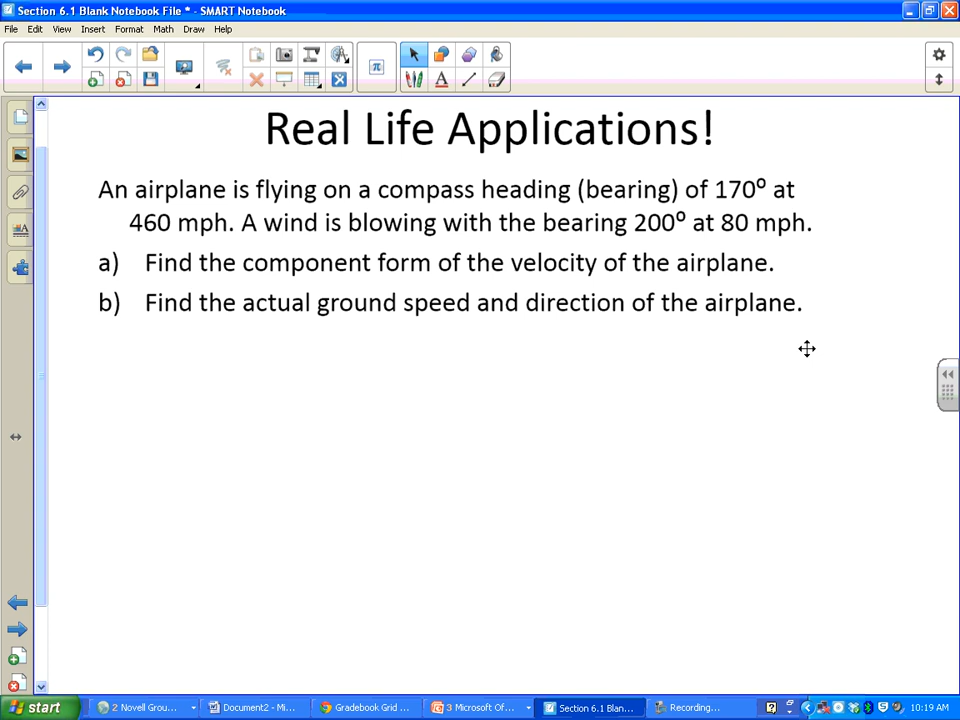 Section 6.1 Blank Notebook File * - SMART Notebook
File Edit View Insert Format Math Draw Help
π
A
Real Life Applications!
An airplane is flying on a compass heading (bearing) of 170º at
460 mph. A wind is blowing with the bearing 200º at 80 mph.
a) Find the component form of the velocity of the airplane.
b) Find the actual ground speed and direction of the airplane.
start 2 Novell Grou... Document2 - Mi... Gradebook Grid ... 3 Microsoft Of... Section 6.1 Blan... Recording... ? 10:19 AM